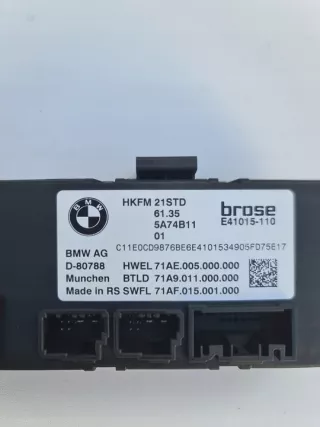 BMW
HKFM 21STD
brose
61.35
E41015-110
5A74B11
01
C11E0CD9876BE6E4101534905FD75E17
BMW AG
D-80788 HWEL 71AE.005.000.000
Munchen BTLD 71A9.011.000.000
Made in RS SWFL 71AF.015.001.000